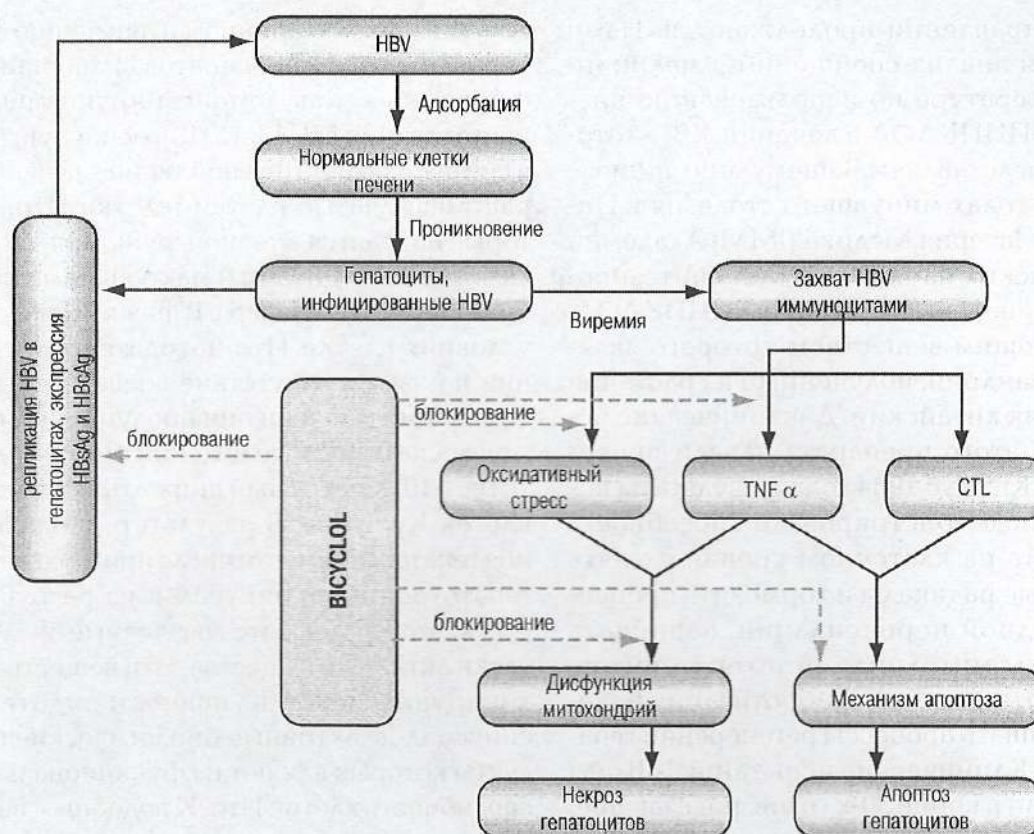 HBV
Адсорбация
Нормальные клетки
печени
Проникновение
Гепатоциты,
инфицированные HBV
Захват HBV
иммуноцитами
Виремия
репликация HBV в
гепатоцитах, экспрессия
HBsAg и HBcAg
блокирование
блокирование
Оксидативный
стресс
TNF α
CTL
BICYCLOL
блокирование
Дисфункция
митохондрий
Механизм апоптоза
Некроз
гепатоцитов
Апоптоз
гепатоцитов